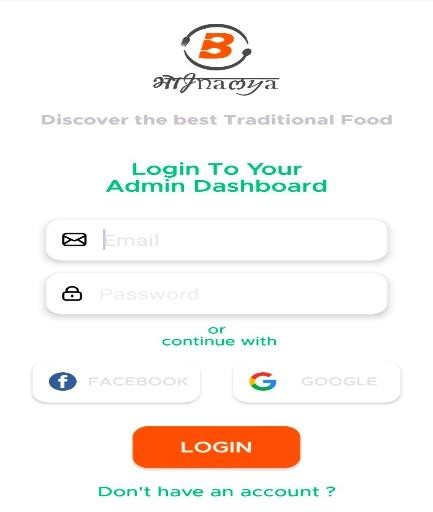 B
भोJnaलya
Discover the best Traditional Food
Login To Your
Admin Dashboard
Email
Password
or
continue with
f FACEBOOK G GOOGLE
LOGIN
Don't have an account ?